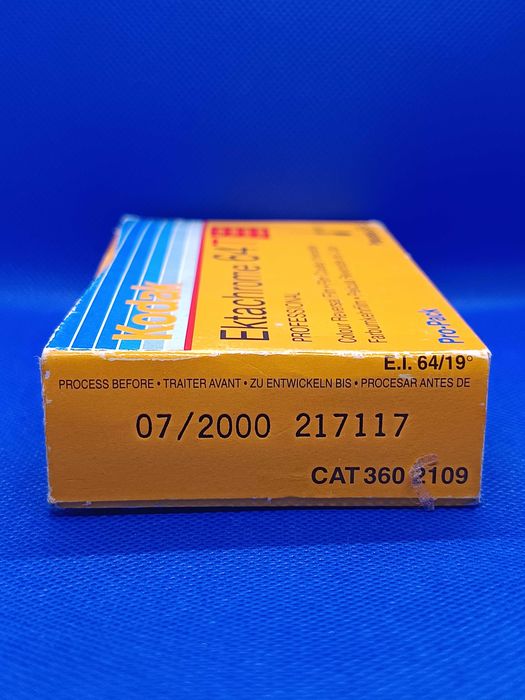 Kodak
Ektachrome 64
PROFESSIONAL
Pro-Pack
E.I. 64/19°
PROCESS BEFORE • TRAITER AVANT • ZU ENTWICKELN BIS • PROCESAR ANTES DE
07/2000 217117
CAT 360 2109